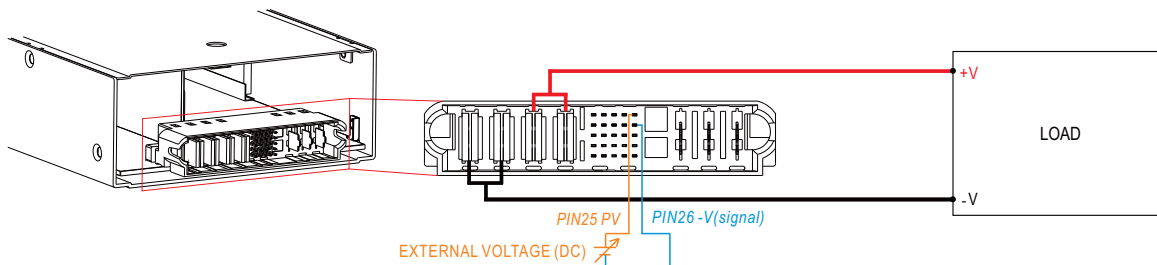 +V
LOAD
-V
PIN25 PV
PIN26 -V(signal)
EXTERNAL VOLTAGE (DC)